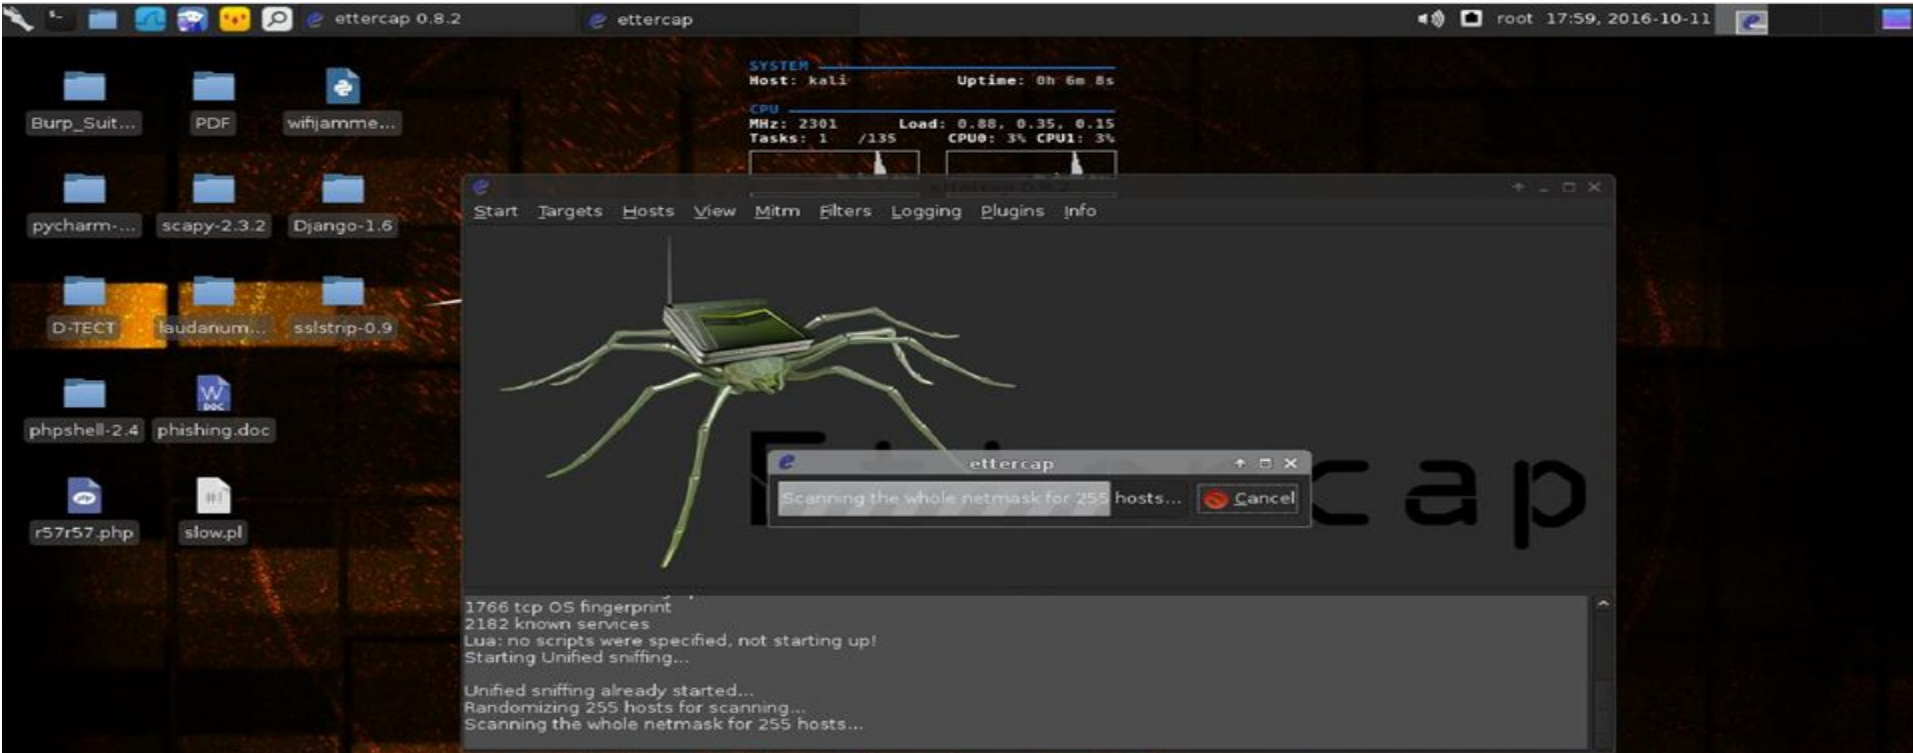 ettercap 0.8.2
ettercap
root 17:59, 2016-10-11
SYSTEM
Host: kali Uptime: 0h 6m 8s
CPU
MHz: 2301 Load: 0.88, 0.35, 0.15
Tasks: 1 /135 CPU0: 3% CPU1: 3%
Burp_Suit...
PDF
wifijamme...
pycharm-...
scapy-2.3.2
Django-1.6
D-TECT
laudanum...
sslstrip-0.9
phpshell-2.4
phishing.doc
r57r57.php
slow.pl
ettercap 0.8.2
Start Targets Hosts View Mitm Filters Logging Plugins Info
ettercap
Scanning the whole netmask for 255 hosts...
Cancel
1766 tcp OS fingerprint
2182 known services
Lua: no scripts were specified, not starting up!
Starting Unified sniffing...
Unified sniffing already started...
Randomizing 255 hosts for scanning...
Scanning the whole netmask for 255 hosts...